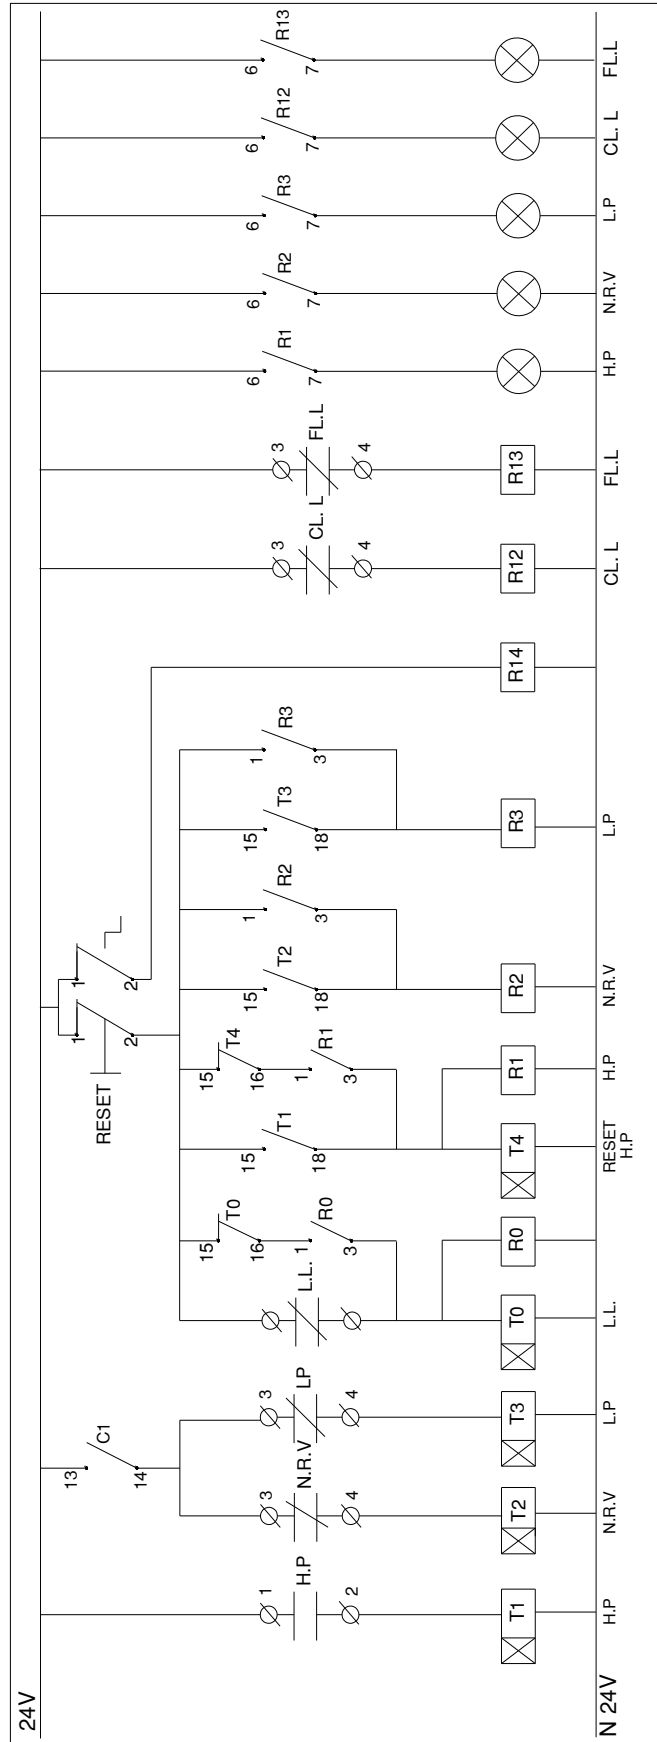 24V
H.P
1
2
T1
H.P
13
C1
14
N.R.V
3
4
T2
N.R.V
LP
3
4
T3
L.P
L.L.
T0
L.L.
15
T0
16
1
R0
3
R0
RESET
1
2
1
2
15
T1
18
T4
RESET
H.P
15
T4
16
1
R1
3
R1
H.P
15
T2
18
R2
N.R.V
1
R2
3
15
T3
18
R3
L.P
1
R3
3
R14
CL. L
3
4
R12
CL. L
FL.L
3
4
R13
FL.L
6
R1
7
H.P
6
R2
7
N.R.V
6
R3
7
L.P
6
R12
7
CL. L
6
R13
7
FL.L
N 24V